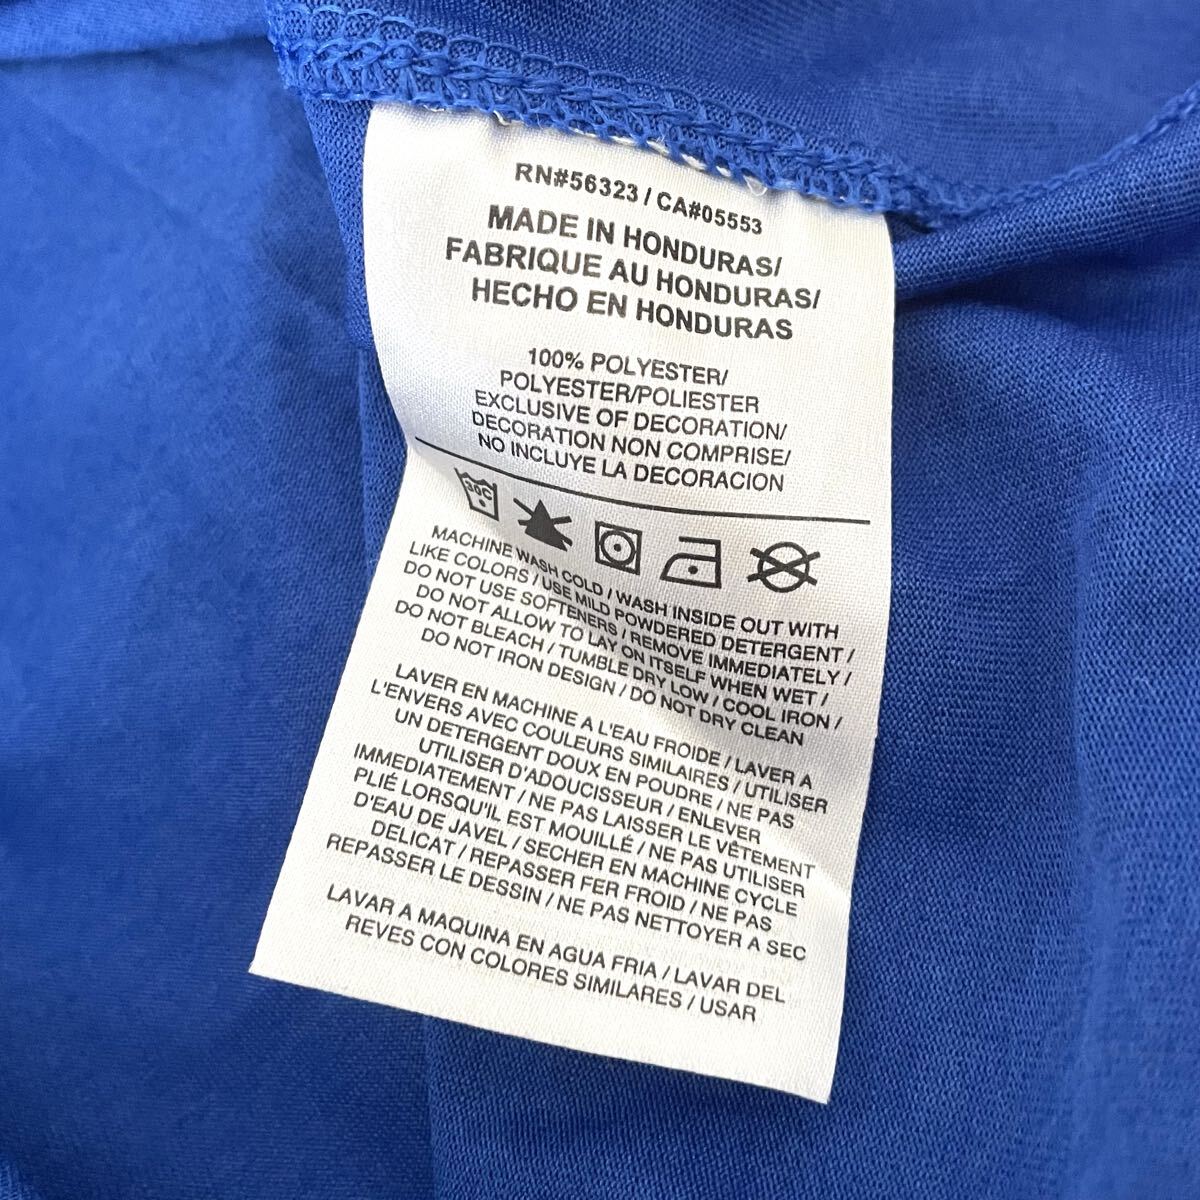 RN#56323 / CA#05553
MADE IN HONDURAS/
FABRIQUE AU HONDURAS/
HECHO EN HONDURAS
100% POLYESTER/
POLYESTER/POLIESTER
EXCLUSIVE OF DECORATION/
DECORATION NON COMPRISE/
NO INCLUYE LA DECORACION
30C
MACHINE WASH COLD / WASH INSIDE OUT WITH
LIKE COLORS / USE MILD POWDERED DETERGENT /
DO NOT USE SOFTENERS / REMOVE IMMEDIATELY /
DO NOT ALLOW TO LAY ON ITSELF WHEN WET /
DO NOT BLEACH / TUMBLE DRY LOW / COOL IRON /
DO NOT IRON DESIGN / DO NOT DRY CLEAN
LAVER EN MACHINE A L'EAU FROIDE / LAVER A
L'ENVERS AVEC COULEURS SIMILAIRES / UTILISER
UN DETERGENT DOUX EN POUDRE / NE PAS
UTILISER D'ADOUCISSEUR / ENLEVER
IMMEDIATEMENT / NE PAS LAISSER LE VÊTEMENT
PLIÉ LORSQU'IL EST MOUILLÉ / NE PAS UTILISER
D'EAU DE JAVEL / SECHER EN MACHINE CYCLE
DELICAT / REPASSER FER FROID / NE PAS
REPASSER LE DESSIN / NE PAS NETTOYER A SEC
LAVAR A MAQUINA EN AGUA FRIA / LAVAR DEL
REVES CON COLORES SIMILARES / USAR